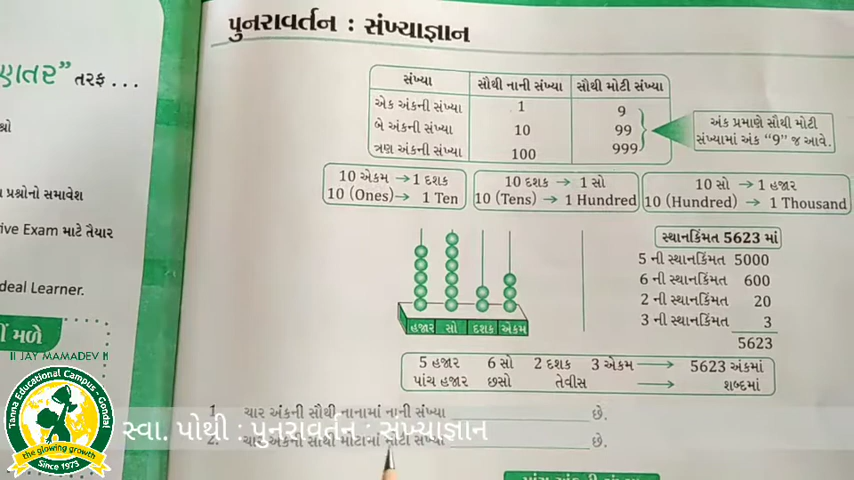 પુનરાવર્તન : સંખ્યાજ્ઞાન
ણતર” તરફ . . .
પ્રશ્નોનો સમાવેશ
ive Exam માટે તૈયાર
deal Learner.
મળે
સંખ્યા સૌથી નાની સંખ્યા સૌથી મોટી સંખ્યા
એક અંકની સંખ્યા 1 9
બે અંકની સંખ્યા 10 99
ત્રણ અંકની સંખ્યા 100 999
અંક પ્રમાણે સૌથી મોટી
સંખ્યામાં અંક “9” જ આવે.
10 એકમ → 1 દશક
10 (Ones) → 1 Ten
10 દશક → 1 સો
10 (Tens) → 1 Hundred
10 સો → 1 હજાર
10 (Hundred) → 1 Thousand
હજાર સો દશક એકમ
સ્થાનકિંમત 5623 માં
5 ની સ્થાનકિંમત 5000
6 ની સ્થાનકિંમત 600
2 ની સ્થાનકિંમત 20
3 ની સ્થાનકિંમત 3
5623
5 હજાર 6 સો 2 દશક 3 એકમ → 5623 અંકમાં
પાંચ હજાર છસો તેવીસ → શબ્દમાં
1. ચાર અંકની સૌથી નાનામાં નાની સંખ્યા ____________ છે.
2. ચાર અંકની સૌથી મોટામાં મોટી સંખ્યા ____________ છે.
સ્વા. પોથી : પુનરાવર્તન : સંખ્યાજ્ઞાન
॥ JAY MAMADEV ॥
Tanna Educational Campus - Gondal
the glowing growth
Since 1973